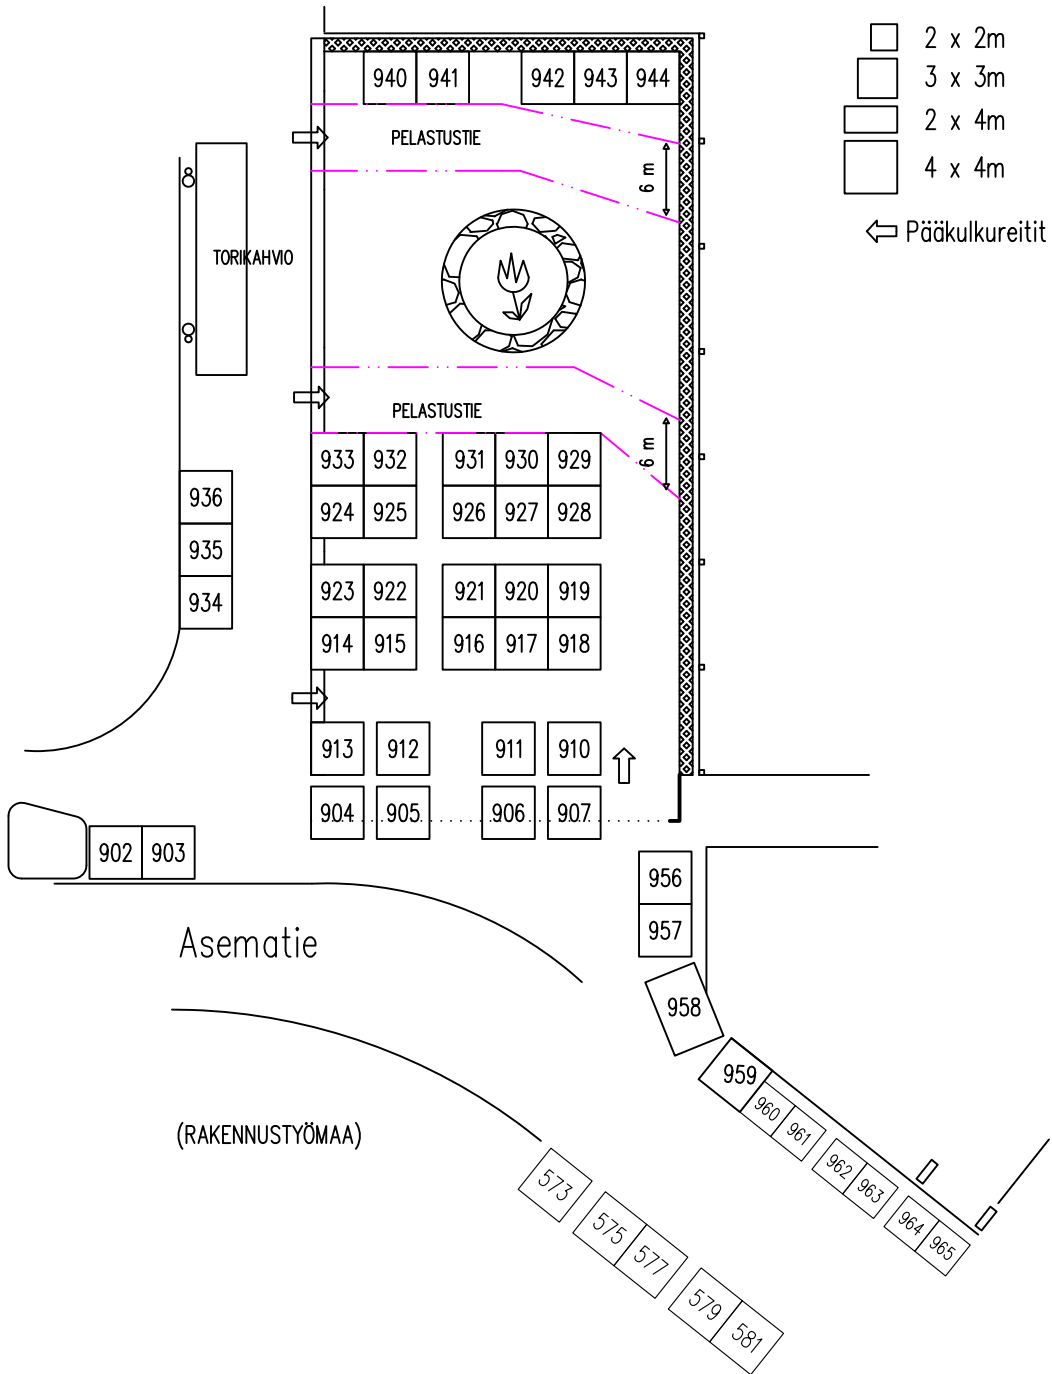 2 x 2m
3 x 3m
2 x 4m
4 x 4m
Pääkulkureitit
940 941 942 943 944
PELASTUSTIE
6 m
TORIKAHVIO
PELASTUSTIE
6 m
933 932 931 930 929
924 925 926 927 928
936
935
934
923 922 921 920 919
914 915 916 917 918
913 912 911 910
904 905 906 907
902 903
956
957
Asematie
958
959
960
961
962
963
964
965
(RAKENNUSTYÖMAA)
573
575
577
579
581